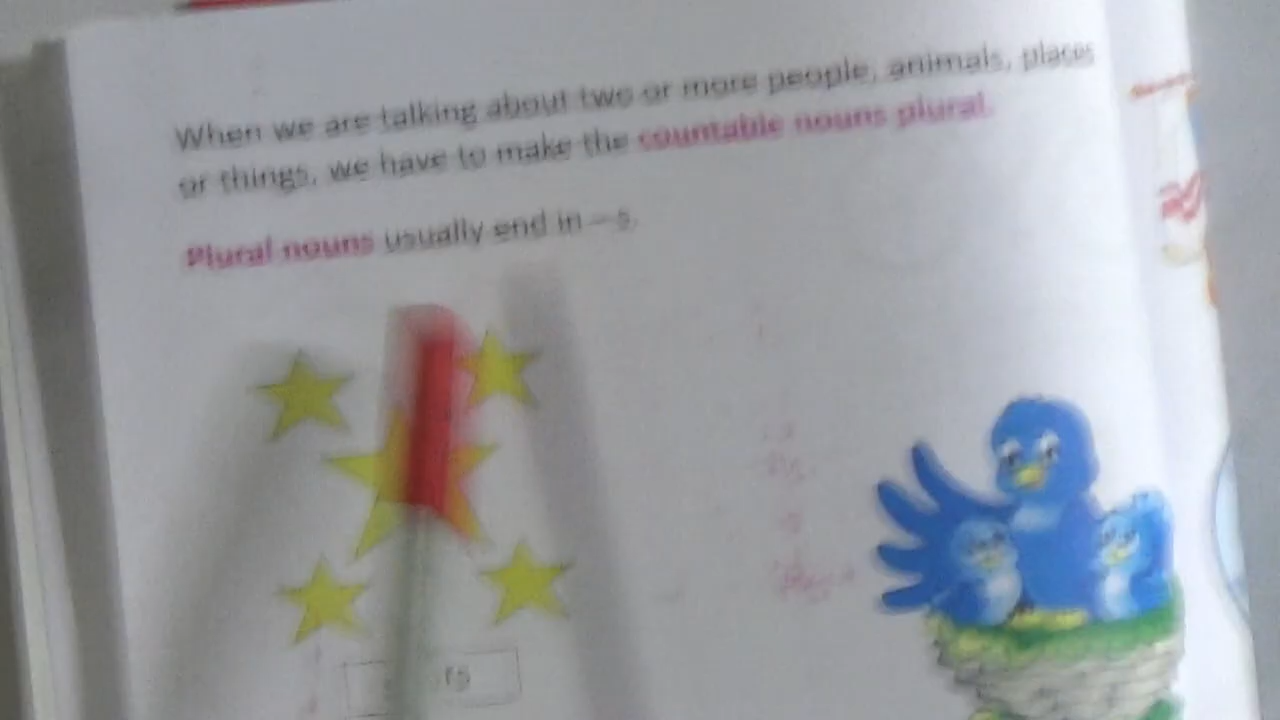 When we are talking about two or more people, animals, places
or things, we have to make the countable nouns plural.
Plural nouns usually end in – s.
rs